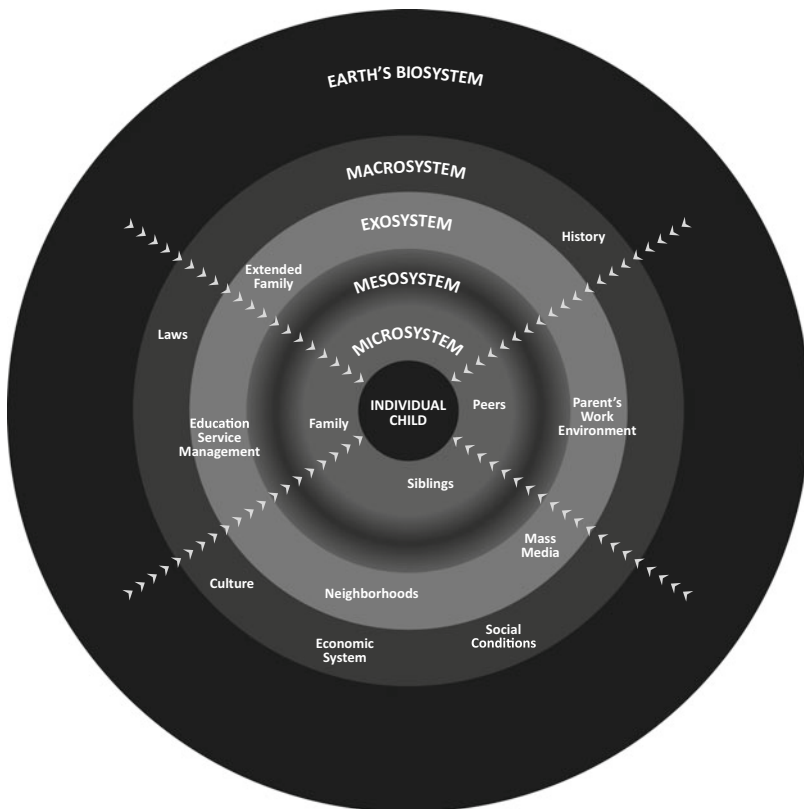 EARTH'S BIOSYSTEM
MACROSYSTEM
EXOSYSTEM
History
Extended
Family
MESOSYSTEM
Laws
MICROSYSTEM
INDIVIDUAL
CHILD
Peers
Parent's
Work
Environment
Family
Education
Service
Management
Siblings
Mass
Media
Culture
Neighborhoods
Social
Conditions
Economic
System